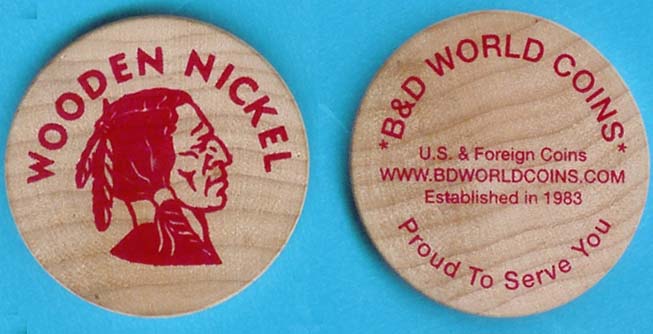 WOODEN NICKEL
*B&D WORLD COINS*
U.S. & Foreign Coins
WWW.BDWORLDCOINS.COM
Established in 1983
Proud To Serve You